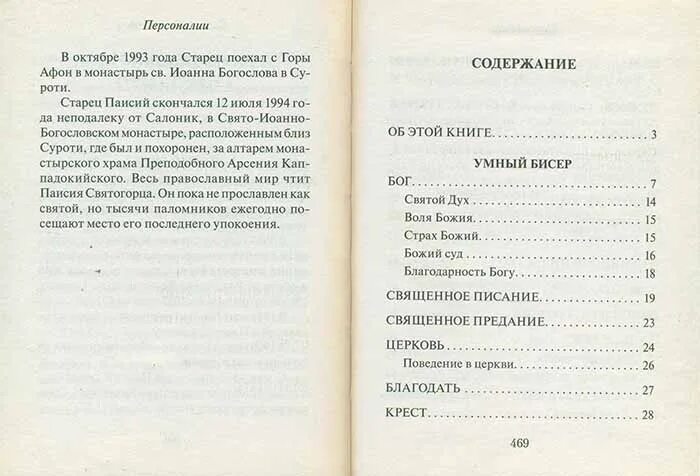 Персоналии
В октябре 1993 года Старец поехал с Горы
Афон в монастырь св. Иоанна Богослова в Су-
роти.
Старец Паисий скончался 12 июля 1994 го-
да неподалеку от Салоник, в Свято-Иоанно-
Богословском монастыре, расположенным близ
Суроти, где был и похоронен, за алтарем мона-
стырского храма Преподобного Арсения Кап-
падокийского. Весь православный мир чтит
Паисия Святогорца. Он пока не прославлен как
святой, но тысячи паломников ежегодно по-
сещают место его последнего упокоения.
СОДЕРЖАНИЕ
ОБ ЭТОЙ КНИГЕ. 3
УМНЫЙ БИСЕР
БОГ. 7
Святой Дух 14
Воля Божия. 15
Страх Божий. 15
Божий суд 16
Благодарность Богу. 18
СВЯЩЕННОЕ ПИСАНИЕ. 19
СВЯЩЕННОЕ ПРЕДАНИЕ. 23
ЦЕРКОВЬ 24
Поведение в церкви. 26
БЛАГОДАТЬ 27
КРЕСТ. 28
469